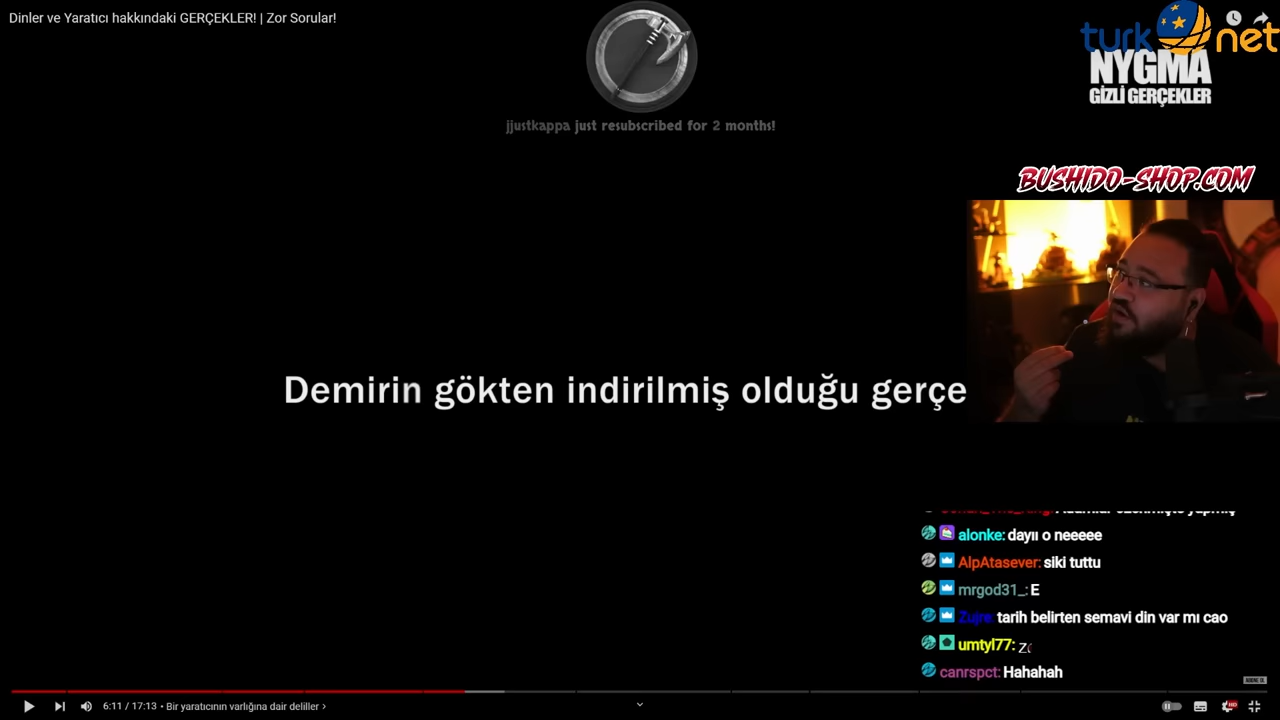 Dinler ve Yaratıcı hakkındaki GERÇEKLER! | Zor Sorular!
turk net
NYGMA
GİZLİ GERÇEKLER
jjustkappa just resubscribed for 2 months!
BUSHIDO-SHOP.COM
Demirin gökten indirilmiş olduğu gerçe
alonke: dayıı o neeeee
AlpAtasever: siki tuttu
mrgod31_: E
Zujre: tarih belirten semavi din var mı cao
umtyl77:
canrspct: Hahahah
6:11 / 17:13 • Bir yaratıcının varlığına dair deliller ›
HD